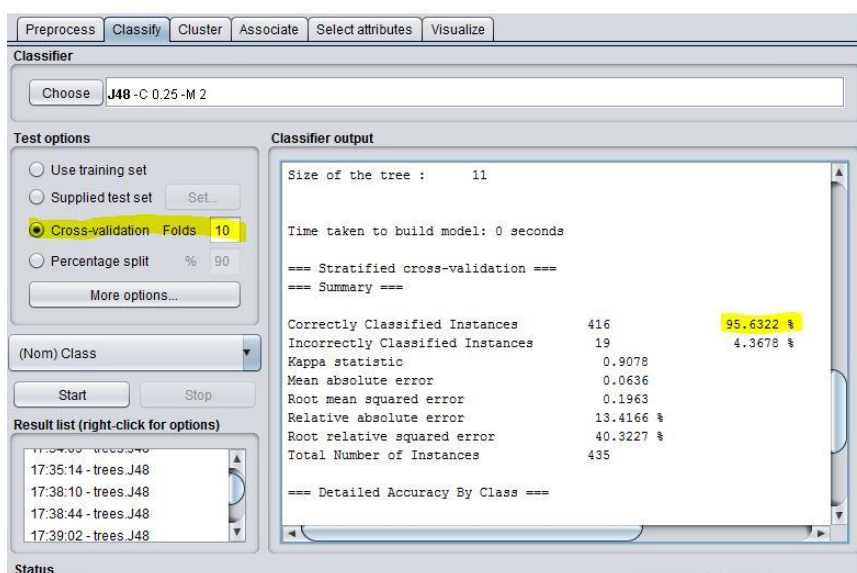 Preprocess Classify Cluster Associate Select attributes Visualize
Classifier
Choose J48 -C 0.25 -M 2
Test options
Use training set
Supplied test set Set...
Cross-validation Folds 10
Percentage split % 90
More options...
(Nom) Class
Start Stop
Result list (right-click for options)
17:35:14 - trees.J48
17:38:10 - trees.J48
17:38:44 - trees.J48
17:39:02 - trees.J48
Classifier output
Size of the tree : 11
Time taken to build model: 0 seconds
=== Stratified cross-validation ===
=== Summary ===
Correctly Classified Instances 416 95.6322 %
Incorrectly Classified Instances 19 4.3678 %
Kappa statistic 0.9078
Mean absolute error 0.0636
Root mean squared error 0.1963
Relative absolute error 13.4166 %
Root relative squared error 40.3227 %
Total Number of Instances 435
=== Detailed Accuracy By Class ===
Status